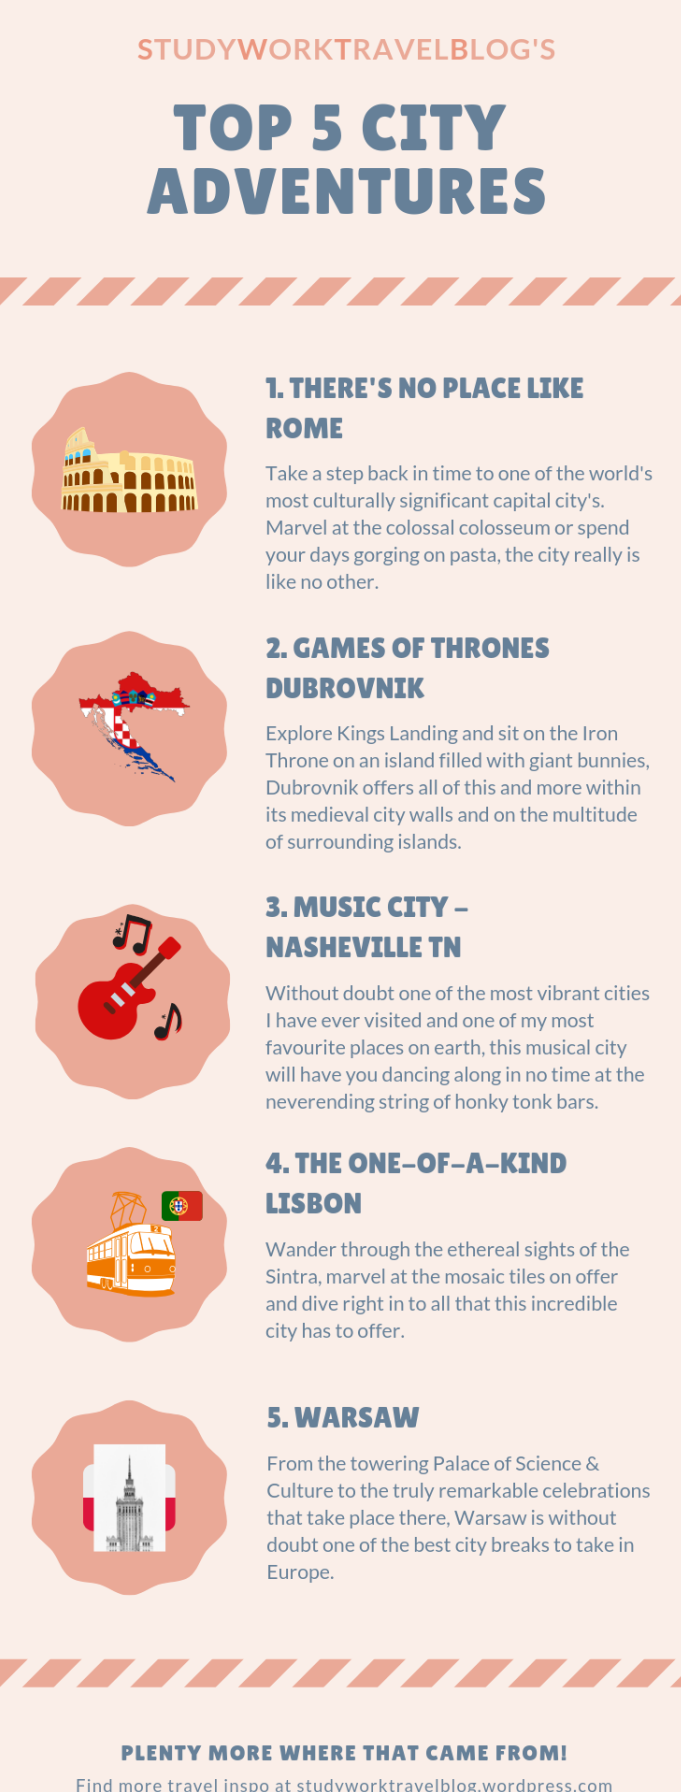 STUDYWORKTRAVELBLOG'S
TOP 5 CITY
ADVENTURES
1. THERE'S NO PLACE LIKE
ROME
Take a step back in time to one of the world's
most culturally significant capital city's.
Marvel at the colossal colosseum or spend
your days gorging on pasta, the city really is
like no other.
2. GAMES OF THRONES
DUBROVNIK
Explore Kings Landing and sit on the Iron
Throne on an island filled with giant bunnies,
Dubrovnik offers all of this and more within
its medieval city walls and on the multitude
of surrounding islands.
3. MUSIC CITY -
NASHEVILLE TN
Without doubt one of the most vibrant cities
I have ever visited and one of my most
favourite places on earth, this musical city
will have you dancing along in no time at the
neverending string of honky tonk bars.
4. THE ONE-OF-A-KIND
LISBON
2
Wander through the ethereal sights of the
Sintra, marvel at the mosaic tiles on offer
and dive right in to all that this incredible
city has to offer.
5. WARSAW
From the towering Palace of Science &
Culture to the truly remarkable celebrations
that take place there, Warsaw is without
doubt one of the best city breaks to take in
Europe.
PLENTY MORE WHERE THAT CAME FROM!
Find more travel inspo at studyworktravelblog.wordpress.com